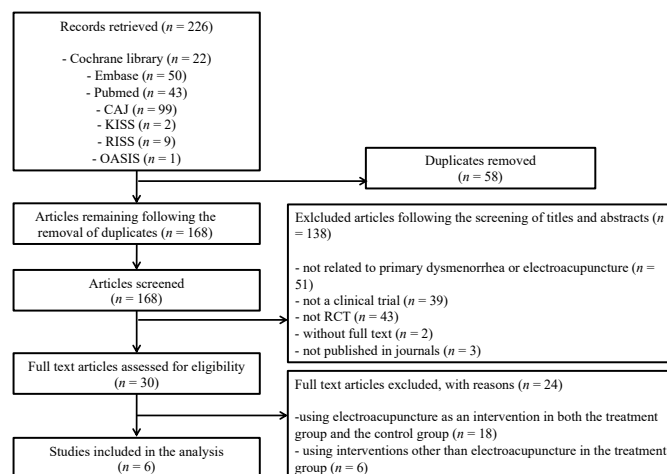 Records retrieved (n = 226)
- Cochrane library (n = 22)
- Embase (n = 50)
- Pubmed (n = 43)
- CAJ (n = 99)
- KISS (n = 2)
- RISS (n = 9)
- OASIS (n = 1)
Duplicates removed
(n = 58)
Articles remaining following the
removal of duplicates (n = 168)
Exlcluded articles following the screening of titles and abstracts (n
= 138)
- not related to primary dysmenorrhea or electroacupuncture (n =
51)
- not a clinical trial (n = 39)
- not RCT (n = 43)
- without full text (n = 2)
- not published in journals (n = 3)
Articles screened
(n = 168)
Full text articles assessed for eligibility
(n = 30)
Full text articles excluded, with reasons (n = 24)
-using electroacupuncture as an intervention in both the treatment
group and the control group (n = 18)
- using interventions other than electroacupuncture in the treatment
group (n = 6)
Studies included in the analysis
(n = 6)